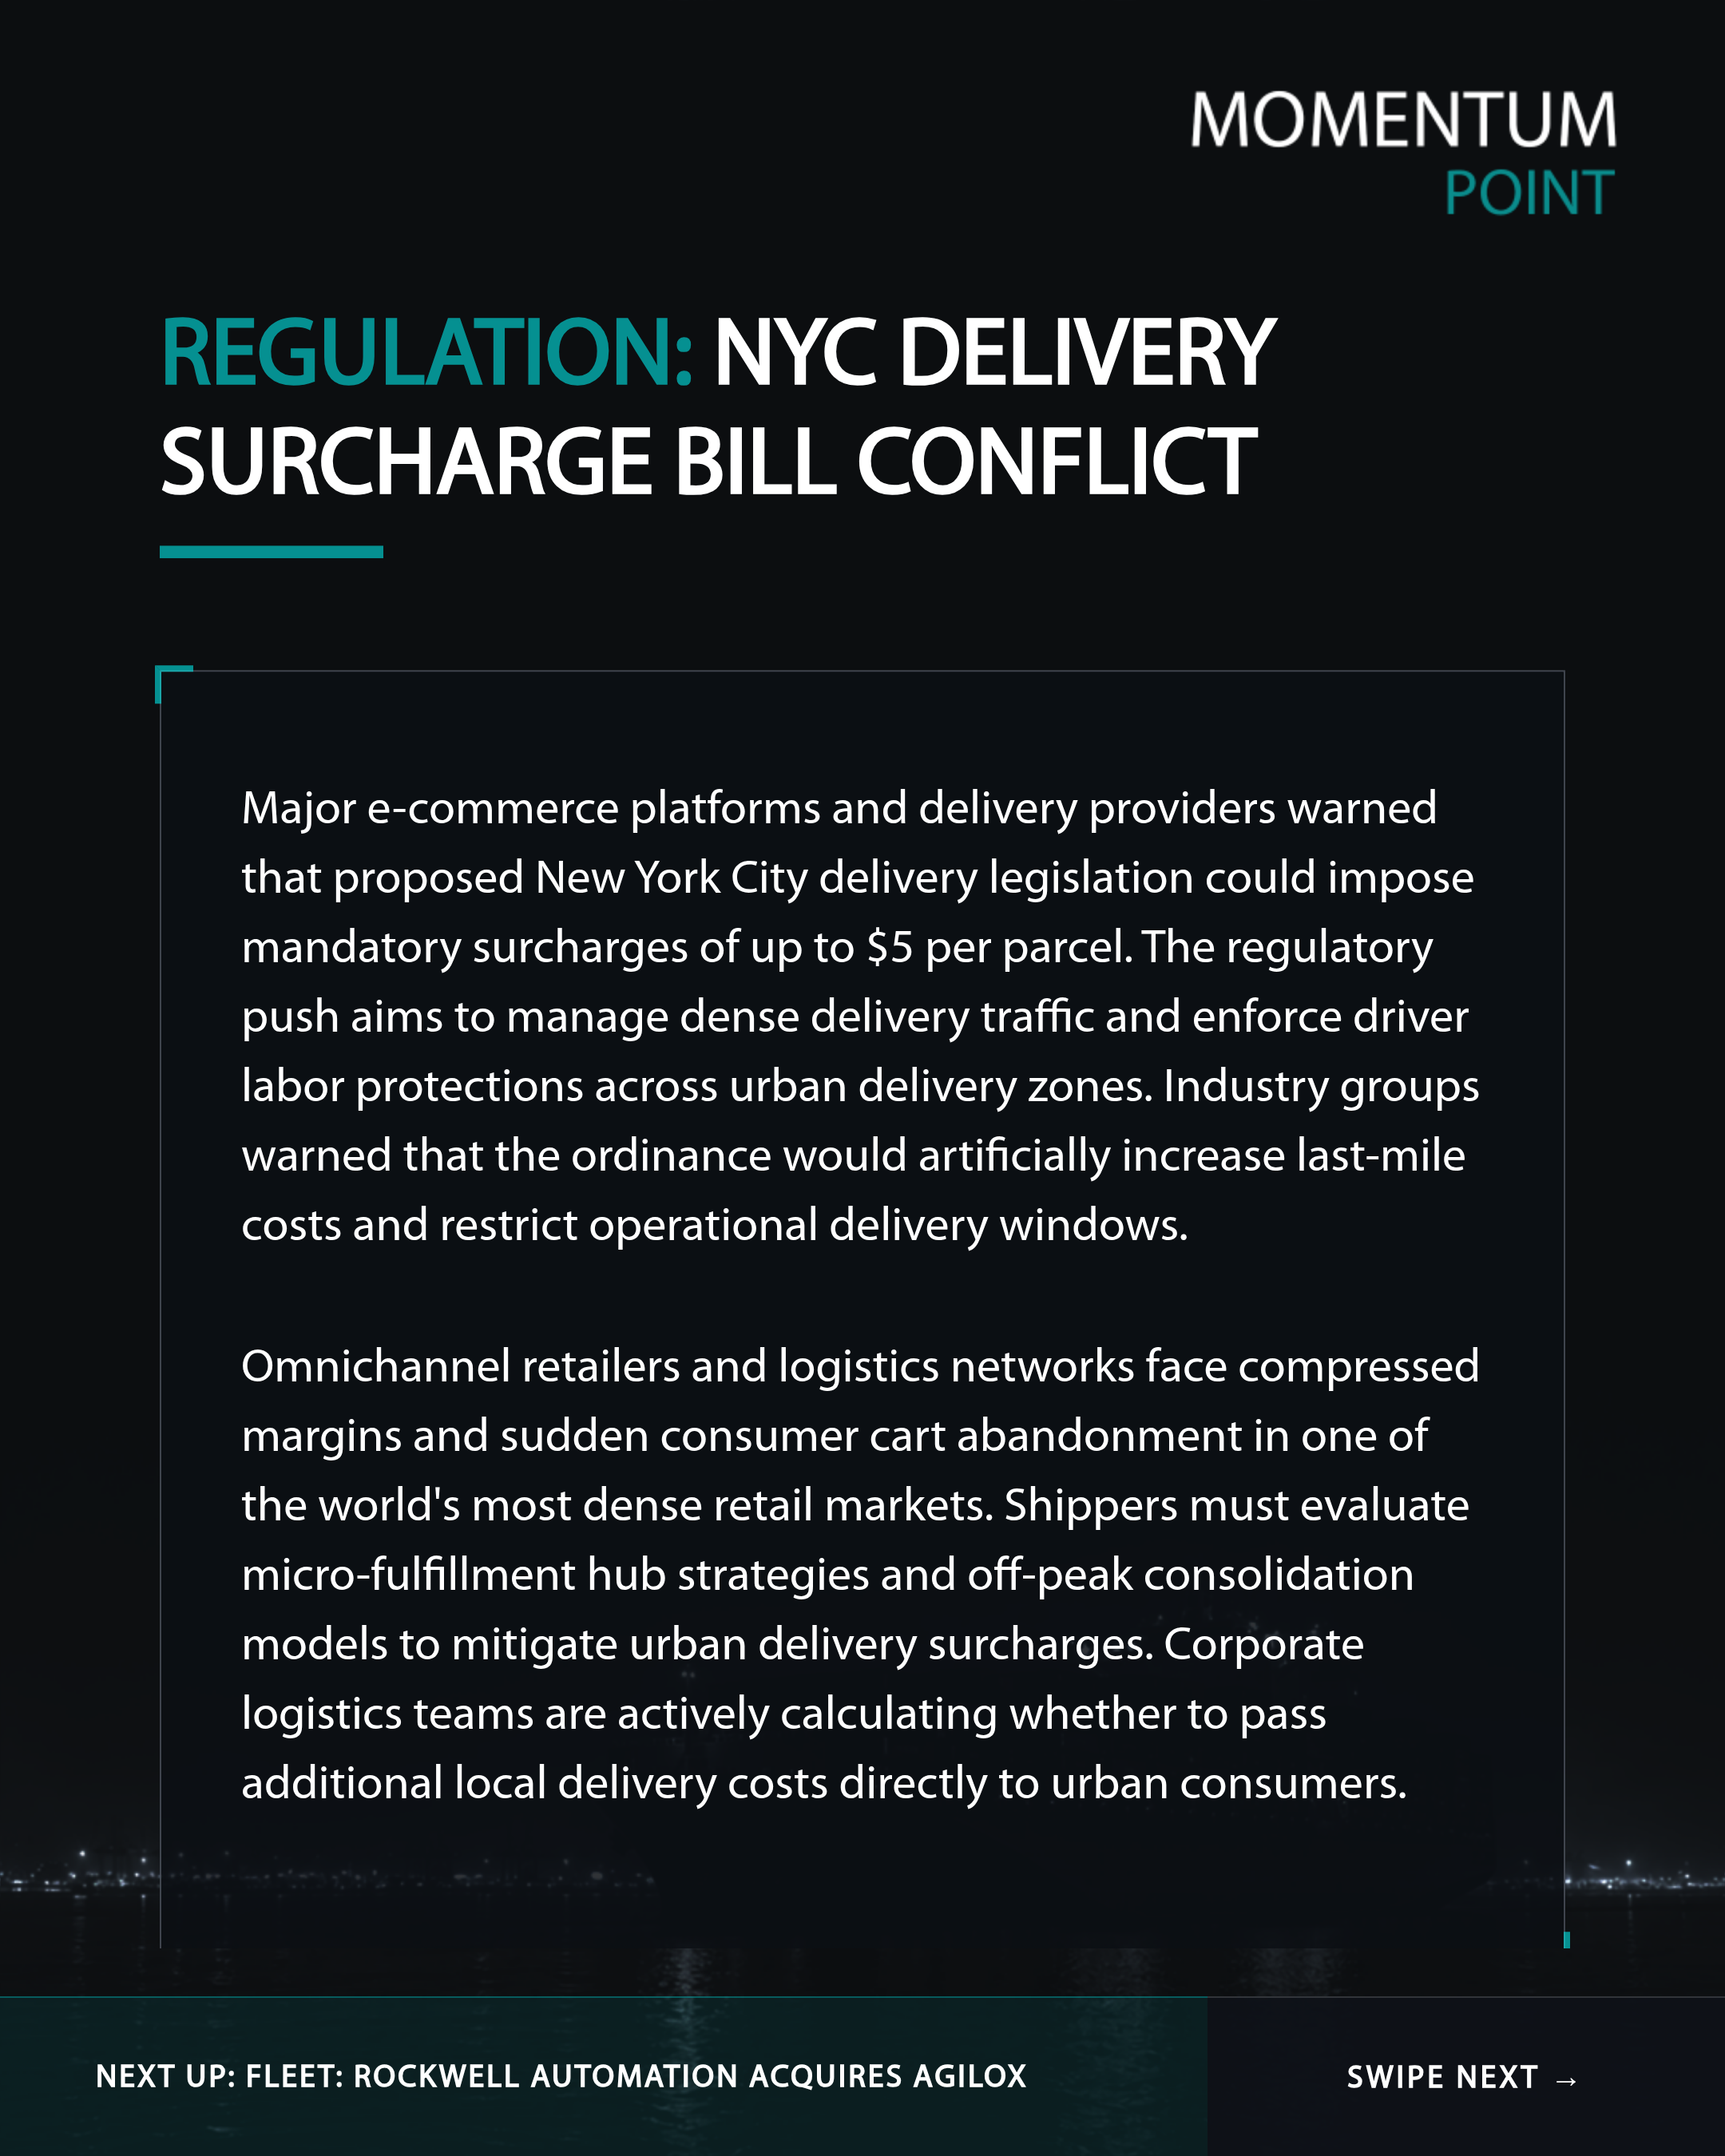 MOMENTUM
POINT
REGULATION: NYC DELIVERY
SURCHARGE BILL CONFLICT
Major e-commerce platforms and delivery providers warned
that proposed New York City delivery legislation could impose
mandatory surcharges of up to $5 per parcel. The regulatory
push aims to manage dense delivery traffic and enforce driver
labor protections across urban delivery zones. Industry groups
warned that the ordinance would artificially increase last-mile
costs and restrict operational delivery windows.
Omnichannel retailers and logistics networks face compressed
margins and sudden consumer cart abandonment in one of
the world's most dense retail markets. Shippers must evaluate
micro-fulfillment hub strategies and off-peak consolidation
models to mitigate urban delivery surcharges. Corporate
logistics teams are actively calculating whether to pass
additional local delivery costs directly to urban consumers.
NEXT UP: FLEET: ROCKWELL AUTOMATION ACQUIRES AGILOX
SWIPE NEXT →